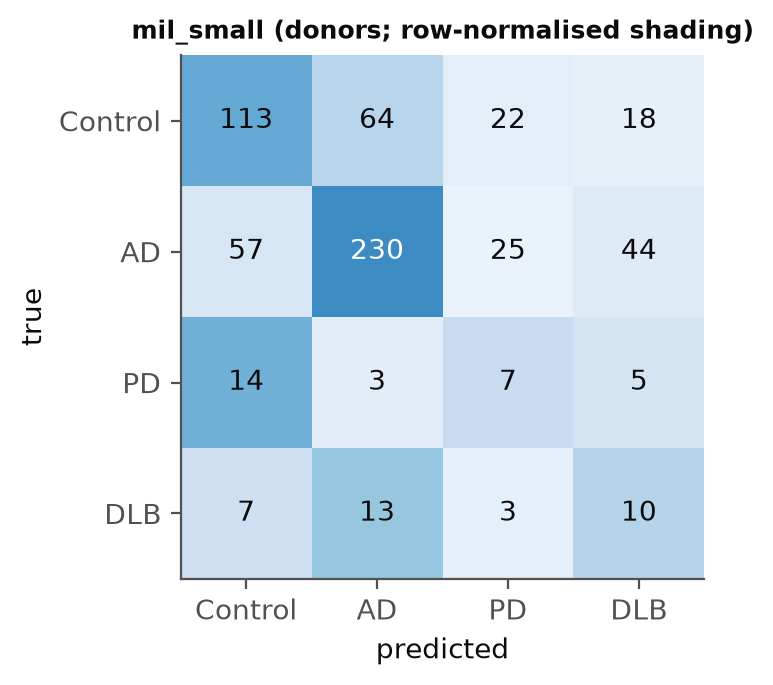 mil_small (donors; row-normalised shading)
Control 113 64 22 18
AD 57 230 25 44
PD 14 3 7 5
DLB 7 13 3 10
true
Control AD PD DLB
predicted